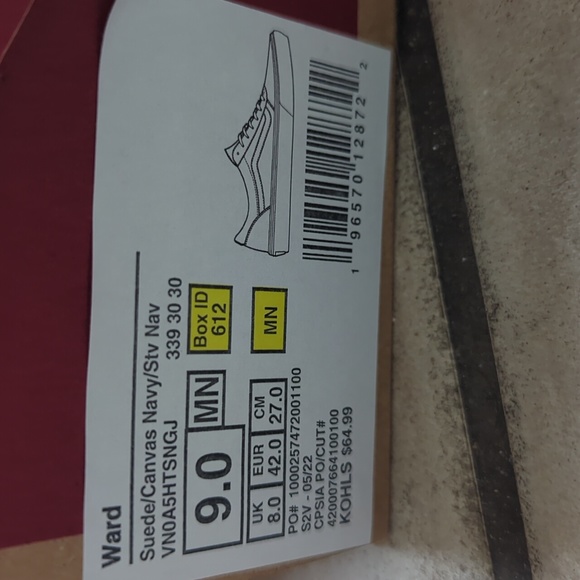 Ward
Suede/Canvas Navy/Stv Nav
VN0A5HTSNGJ 339 30 30
9.0 MN Box ID 612
UK EUR CM MN
8.0 42.0 27.0
PO# 1000257472001100
S2V - 05/22
CPSIA PO/CUT#
420007664100100
KOHLS $64.99
1 96570 12872 2